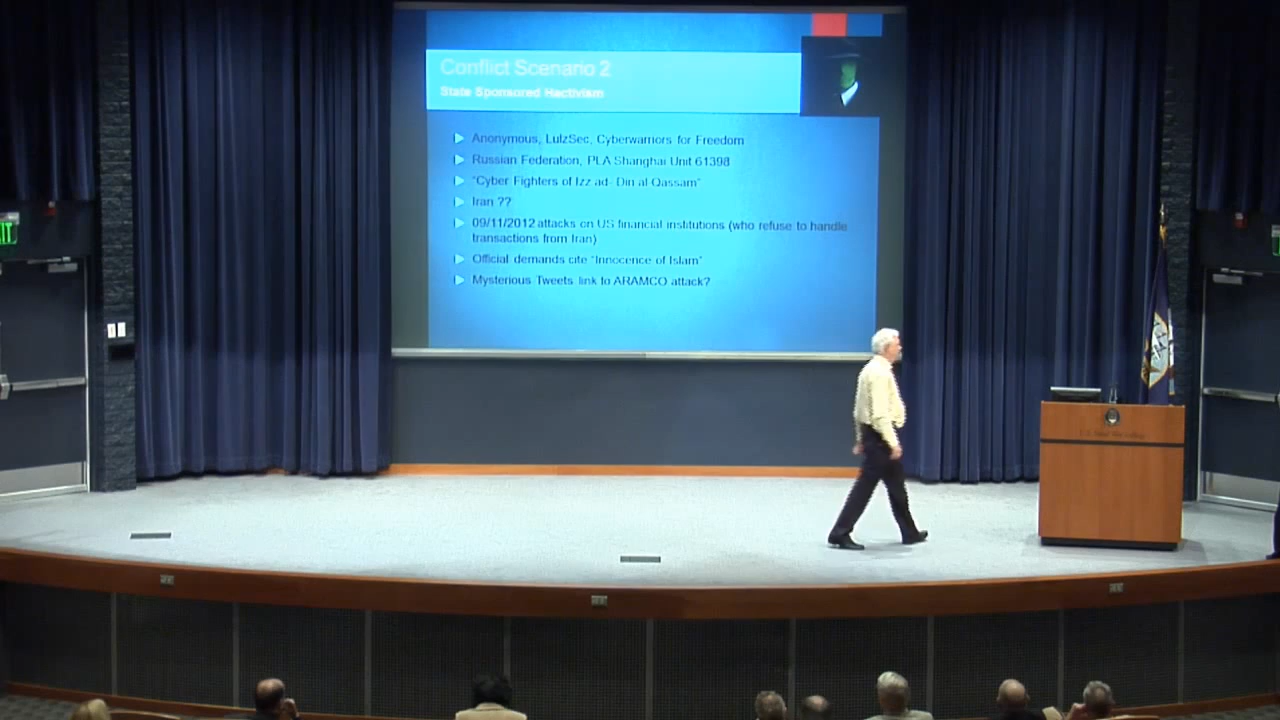 Conflict Scenario 2
State Sponsored Hactivism
Anonymous, LulzSec, Cyberwarriors for Freedom
Russian Federation, PLA Shanghai Unit 61398
"Cyber Fighters of Izz ad- Din al Qassam"
Iran ??
09/11/2012 attacks on US financial institutions (who refuse to handle
transactions from Iran)
Official demands cite "Innocence of Islam"
Mysterious Tweets link to ARAMCO attack?